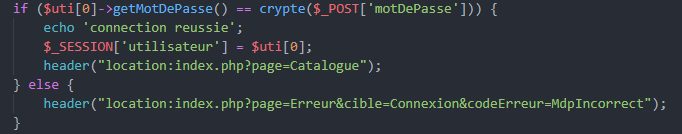 if ($uti[0]->getMotDePasse() == crypte($_POST['motDePasse'])) {
echo 'connection reussie';
$_SESSION['utilisateur'] = $uti[0];
header("location:index.php?page=Catalogue");
} else {
header("location:index.php?page=Erreur&cible=Connexion&codeErreur=MdpIncorrect");
}